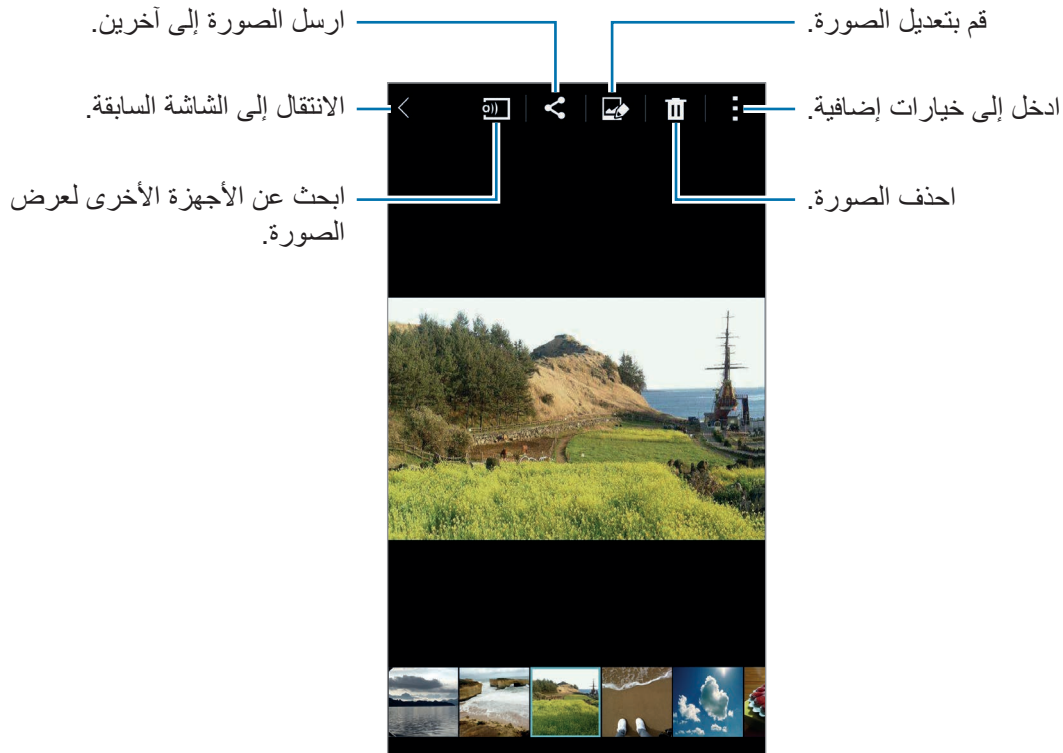 قم بتعديل الصورة.
ارسل الصورة إلى آخرين.
ادخل إلى خيارات إضافية.
الانتقال إلى الشاشة السابقة.
احذف الصورة.
ابحث عن الأجهزة الأخرى لعرض
الصورة.